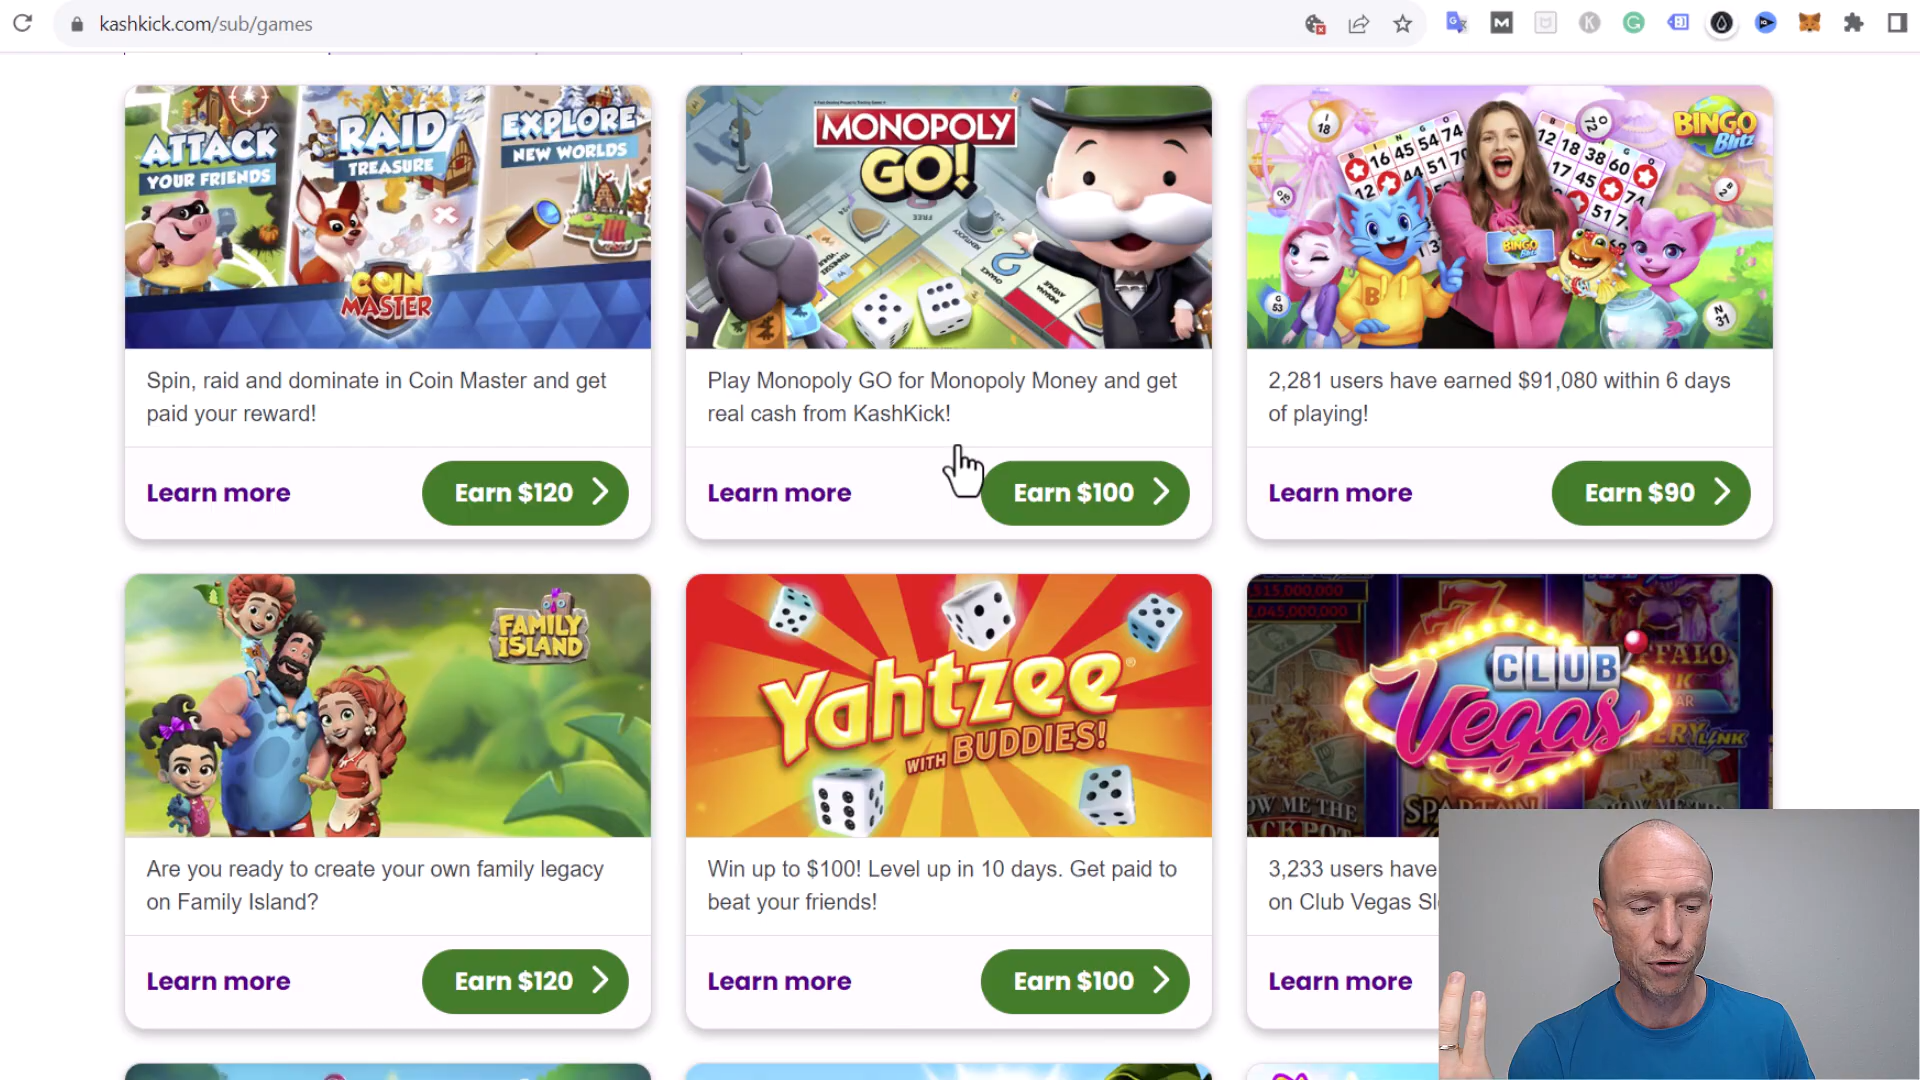 kashkick.com/sub/games
ATTACK
YOUR FRIENDS
RAID
TREASURE
EXPLORE
NEW WORLDS
COIN
MASTER
Spin, raid and dominate in Coin Master and get
paid your reward!
Learn more
Earn $120
MONOPOLY
GO!
Play Monopoly GO for Monopoly Money and get
real cash from KashKick!
Learn more
Earn $100
BINGO
Blitz
2,281 users have earned $91,080 within 6 days
of playing!
Learn more
Earn $90
FAMILY
ISLAND
Are you ready to create your own family legacy
on Family Island?
Learn more
Earn $120
Yahtzee
WITH BUDDIES!
Win up to $100! Level up in 10 days. Get paid to
beat your friends!
Learn more
Earn $100
CLUB
Vegas
3,233 users have
on Club Vegas
Learn more